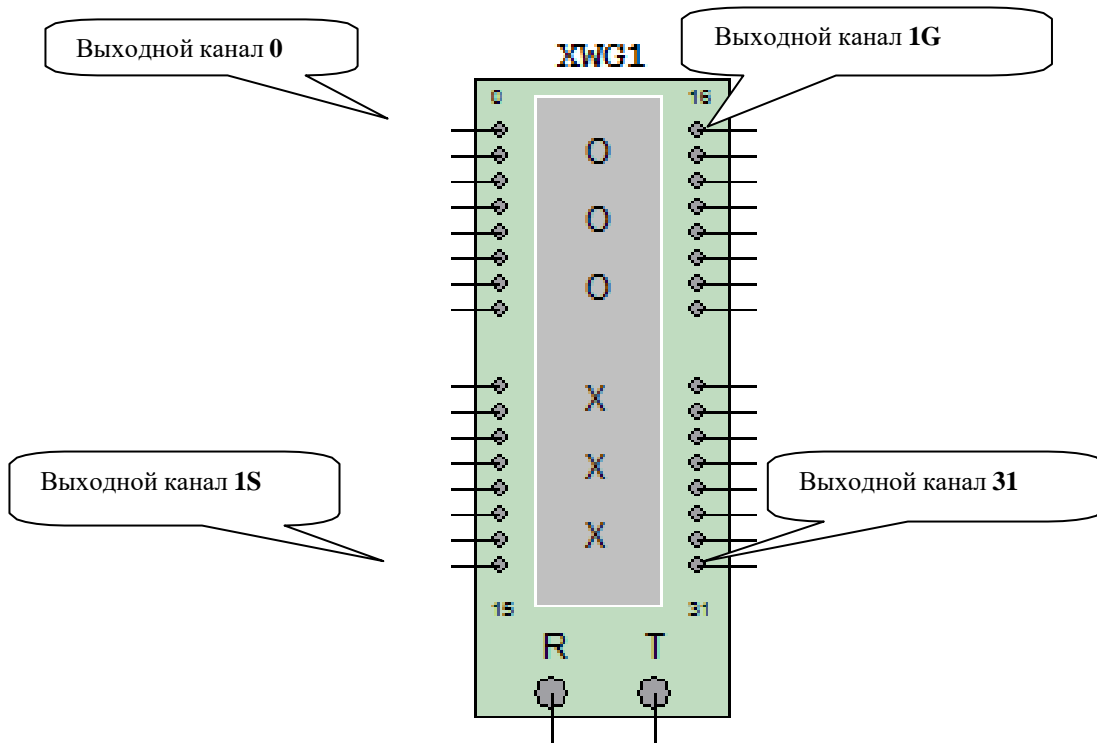 Выходной канал 0
Выходной канал 1G
XWG1
0
16
O
O
O
X
Выходной канал 1S
Выходной канал 31
X
X
15
31
R
T